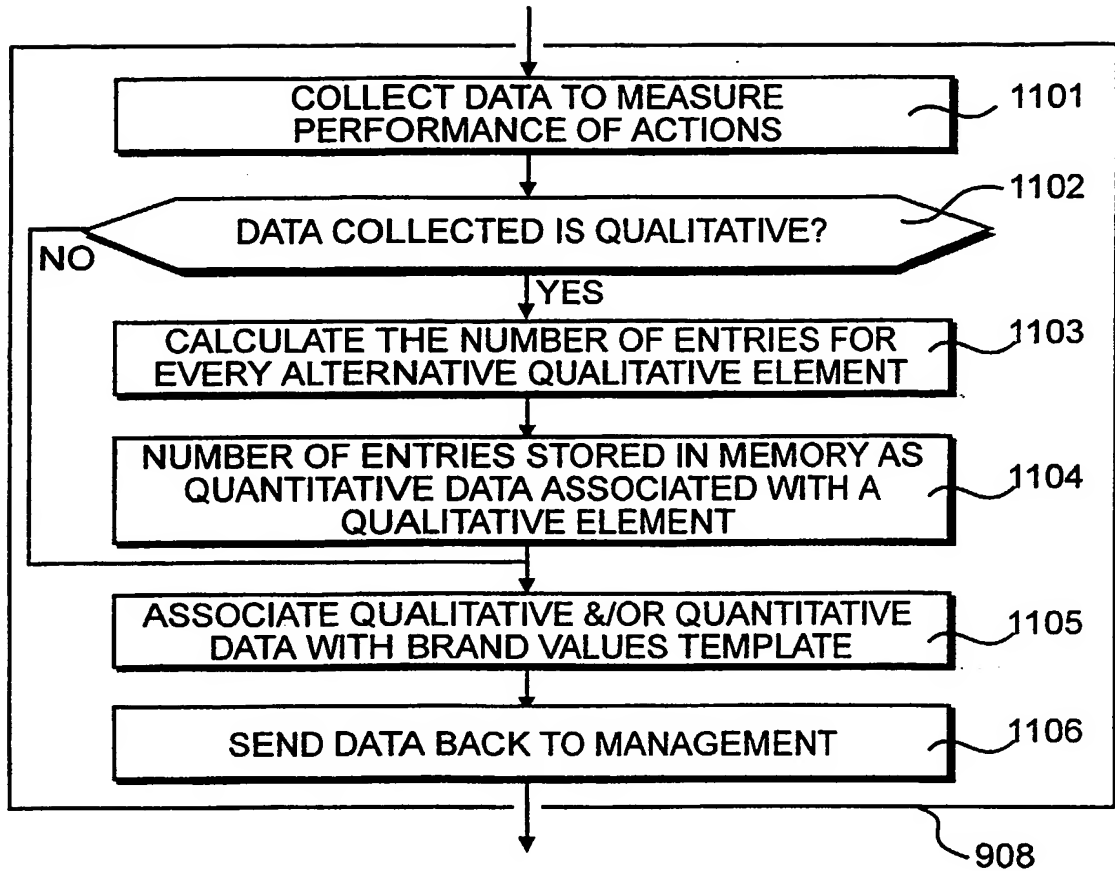 COLLECT DATA TO MEASURE
PERFORMANCE OF ACTIONS
1101
1102
DATA COLLECTED IS QUALITATIVE?
NO
YES
CALCULATE THE NUMBER OF ENTRIES FOR
EVERY ALTERNATIVE QUALITATIVE ELEMENT
1103
NUMBER OF ENTRIES STORED IN MEMORY AS
QUANTITATIVE DATA ASSOCIATED WITH A
QUALITATIVE ELEMENT
1104
ASSOCIATE QUALITATIVE &/OR QUANTITATIVE
DATA WITH BRAND VALUES TEMPLATE
1105
SEND DATA BACK TO MANAGEMENT
1106
908